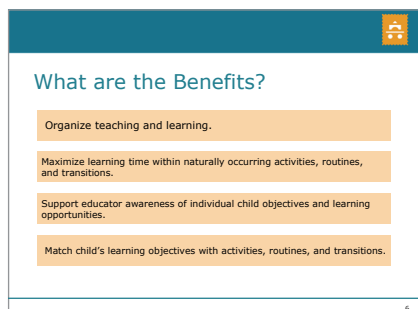 What are the Benefits?
Organize teaching and learning.
Maximize learning time within naturally occurring activities, routines,
and transitions.
Support educator awareness of individual child objectives and learning
opportunities.
Match child's learning objectives with activities, routines, and transitions.
6